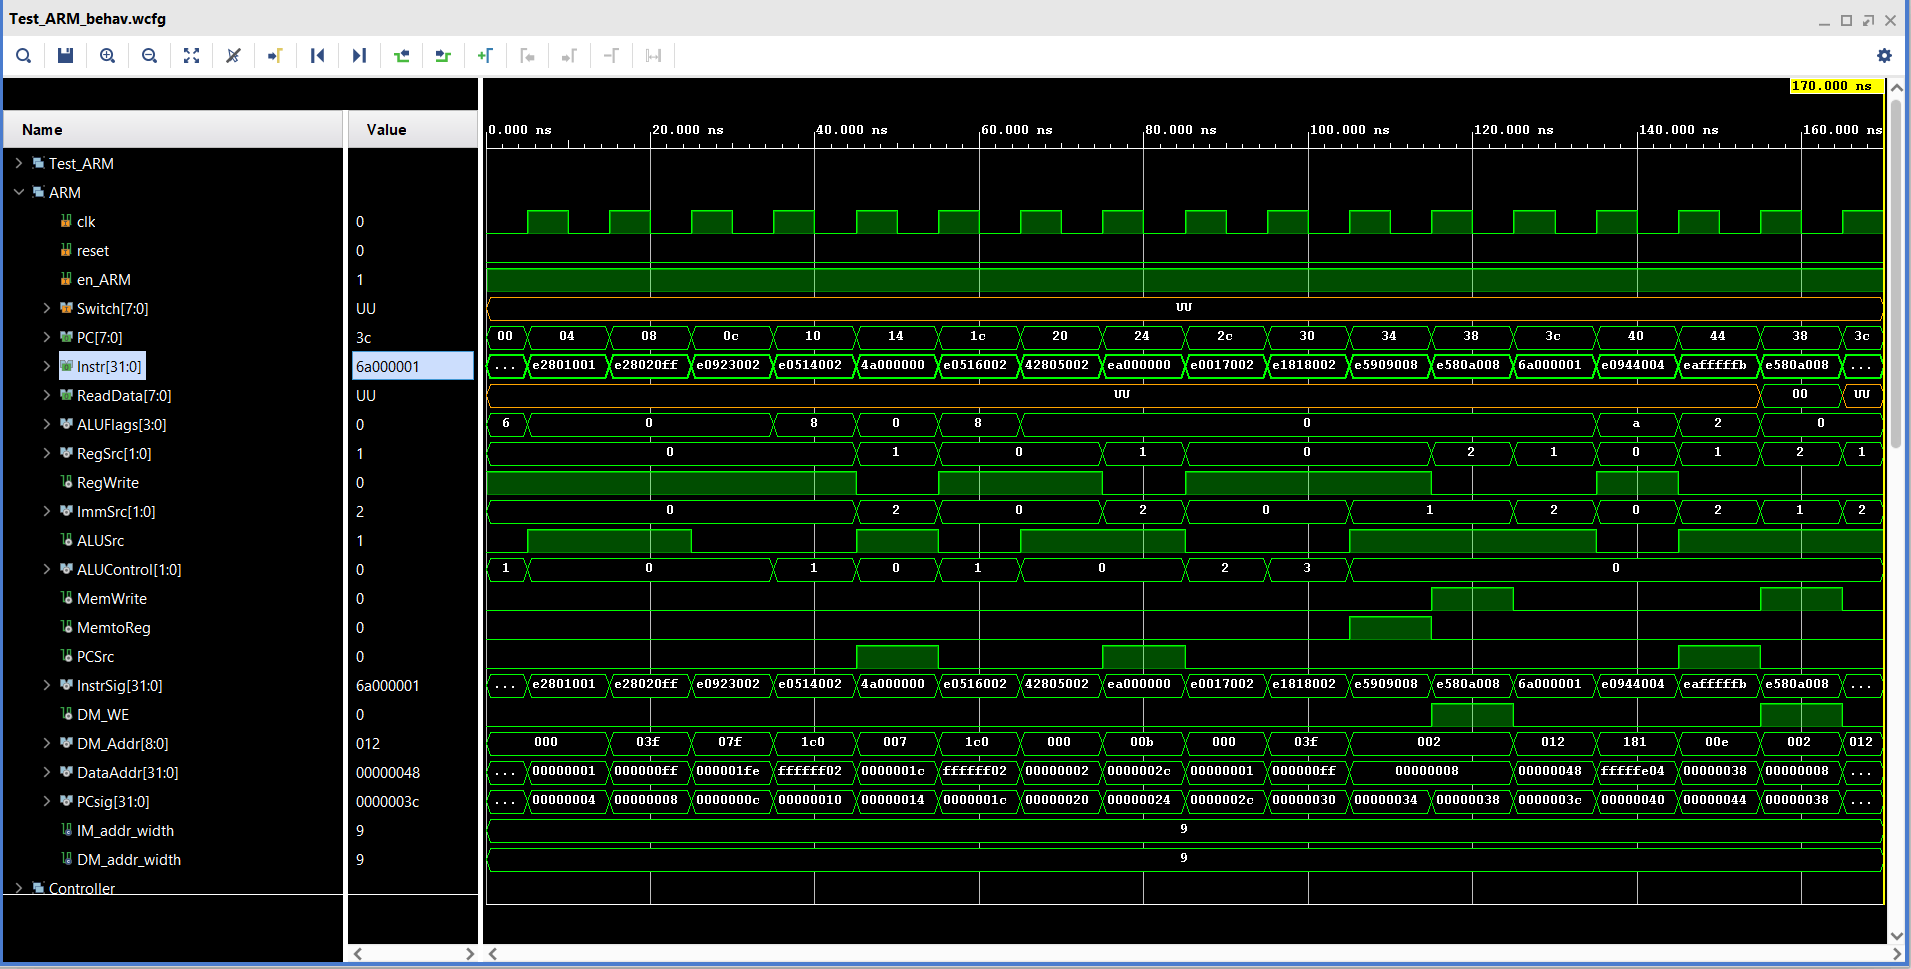 Test_ARM_behav.wcfg
170.000 ns
Name Value 0.000 ns 20.000 ns 40.000 ns 60.000 ns 80.000 ns 100.000 ns 120.000 ns 140.000 ns 160.000 ns
Test_ARM
ARM
clk 0
reset 0
en_ARM 1
Switch[7:0] UU UU
PC[7:0] 3c 00 04 08 0c 10 14 1c 20 24 2c 30 34 38 3c 40 44 38 3c
Instr[31:0] 6a000001 ... e2801001 e28020ff e0923002 e0514002 4a000000 e0516002 42805002 ea000000 e0017002 e1818002 e5909008 e580a008 6a000001 e0944004 eafffffb e580a008 ...
ReadData[7:0] UU UU 00 UU
ALUFlags[3:0] 0 6 0 8 0 8 0 a 2 0
RegSrc[1:0] 1 0 1 0 1 0 2 1 0 1 2 1
RegWrite 0
ImmSrc[1:0] 2 0 2 0 2 0 1 2 0 2 1 2
ALUSrc 1
ALUControl[1:0] 0 1 0 1 0 1 0 2 3 0
MemWrite 0
MemtoReg 0
PCSrc 0
InstrSig[31:0] 6a000001 ... e2801001 e28020ff e0923002 e0514002 4a000000 e0516002 42805002 ea000000 e0017002 e1818002 e5909008 e580a008 6a000001 e0944004 eafffffb e580a008 ...
DM_WE 0
DM_Addr[8:0] 012 000 03f 07f 1c0 007 1c0 000 00b 000 03f 002 012 181 00e 002 012
DataAddr[31:0] 00000048 ... 00000001 000000ff 000001fe ffffff02 0000001c ffffff02 00000002 0000002c 00000001 000000ff 00000008 00000048 fffffe04 00000038 00000008 ...
PCsig[31:0] 0000003c ... 00000004 00000008 0000000c 00000010 00000014 0000001c 00000020 00000024 0000002c 00000030 00000034 00000038 0000003c 00000040 00000044 00000038 ...
IM_addr_width 9 9
DM_addr_width 9 9
Controller